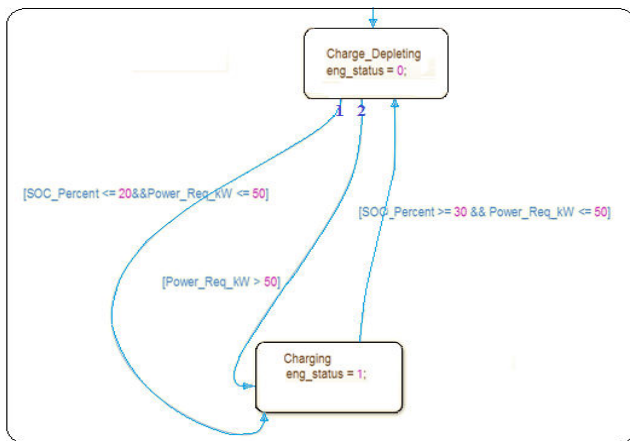 Charge_Depleting
eng_status = 0;
1 2
[SOC_Percent <= 20&&Power_Req_kW <= 50]
[SOC_Percent >= 30 && Power_Req_kW <= 50]
[Power_Req_kW > 50]
Charging
eng_status = 1;